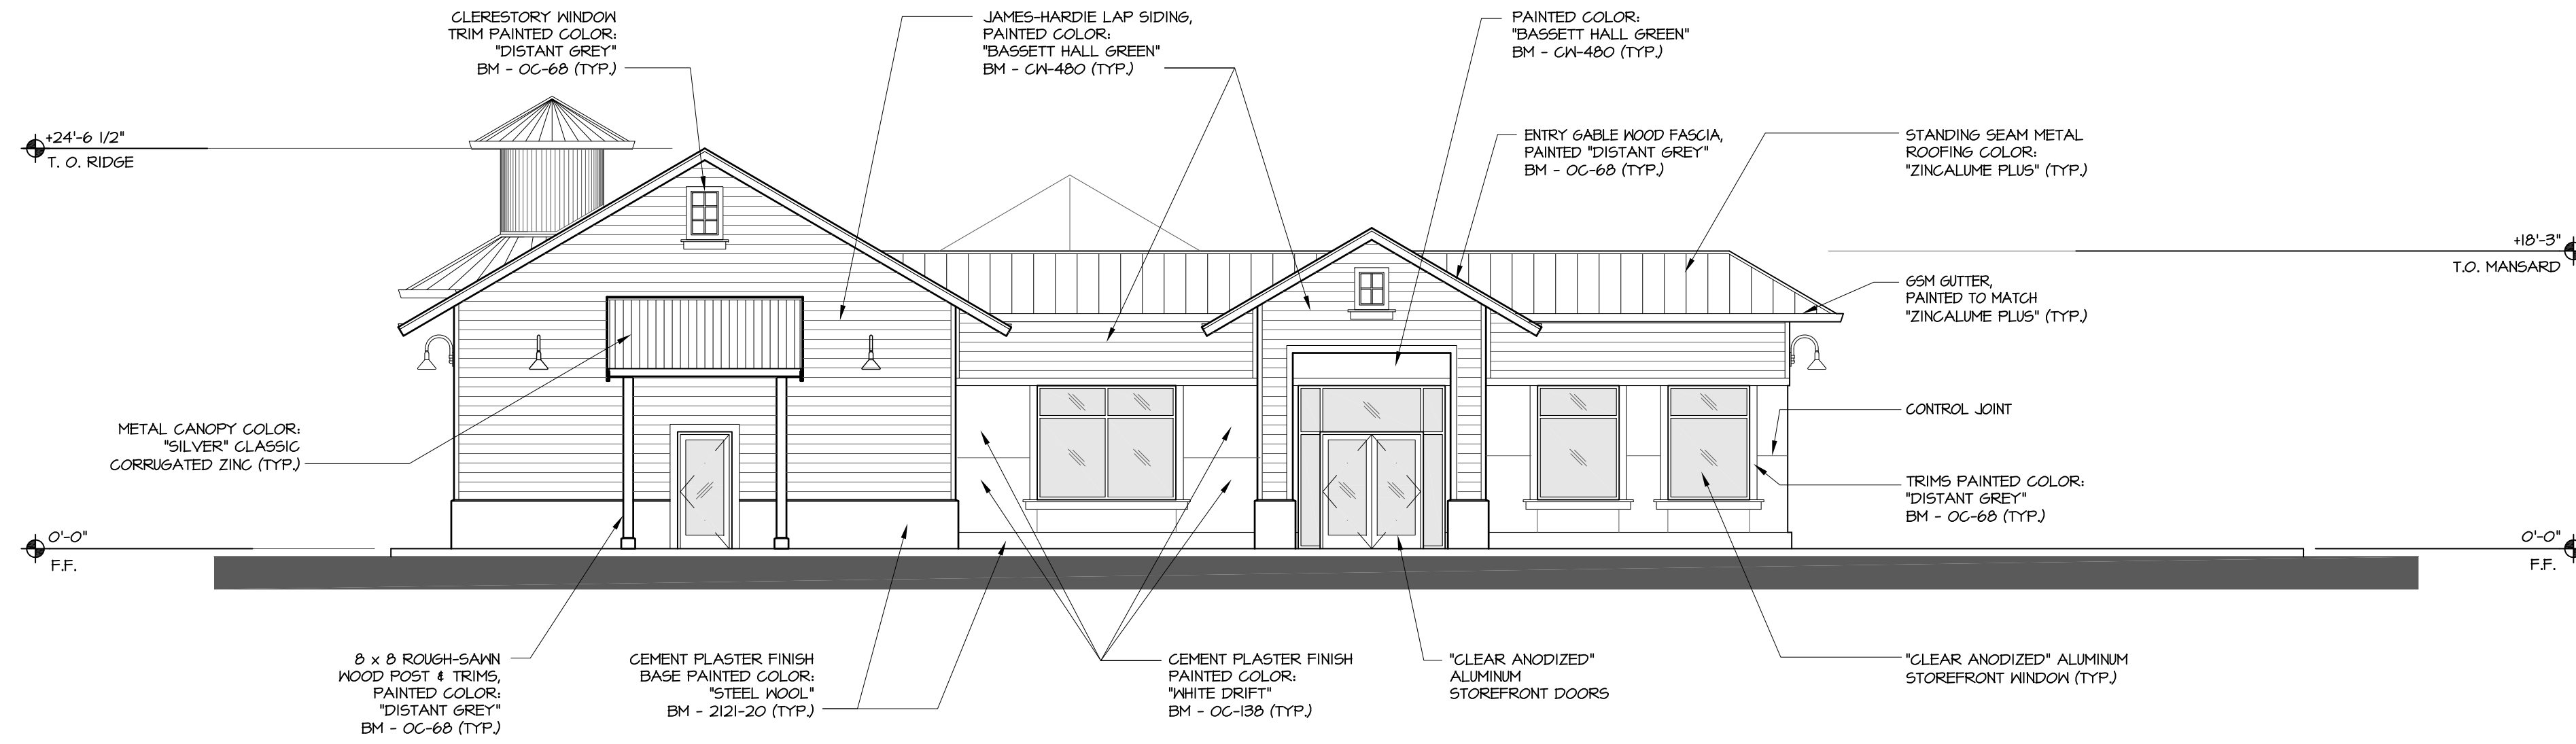 CLERESTORY WINDOW
TRIM PAINTED COLOR:
"DISTANT GREY"
BM - OC-68 (TYP.)
JAMES-HARDIE LAP SIDING,
PAINTED COLOR:
"BASSETT HALL GREEN"
BM - CW-480 (TYP.)
PAINTED COLOR:
"BASSETT HALL GREEN"
BM - CW-480 (TYP.)
+24'-6 1/2"
T. O. RIDGE
ENTRY GABLE WOOD FASCIA,
PAINTED "DISTANT GREY"
BM - OC-68 (TYP.)
STANDING SEAM METAL
ROOFING COLOR:
"ZINCALUME PLUS" (TYP.)
+18'-3"
T.O. MANSARD
GSM GUTTER,
PAINTED TO MATCH
"ZINCALUME PLUS" (TYP.)
METAL CANOPY COLOR:
"SILVER" CLASSIC
CORRUGATED ZINC (TYP.)
CONTROL JOINT
TRIMS PAINTED COLOR:
"DISTANT GREY"
BM - OC-68 (TYP.)
0'-0"
F.F.
0'-0"
F.F.
8 x 8 ROUGH-SAWN
WOOD POST & TRIMS,
PAINTED COLOR:
"DISTANT GREY"
BM - OC-68 (TYP.)
CEMENT PLASTER FINISH
BASE PAINTED COLOR:
"STEEL WOOL"
BM - 2121-20 (TYP.)
CEMENT PLASTER FINISH
PAINTED COLOR:
"WHITE DRIFT"
BM - OC-138 (TYP.)
"CLEAR ANODIZED"
ALUMINUM
STOREFRONT DOORS
"CLEAR ANODIZED" ALUMINUM
STOREFRONT WINDOW (TYP.)